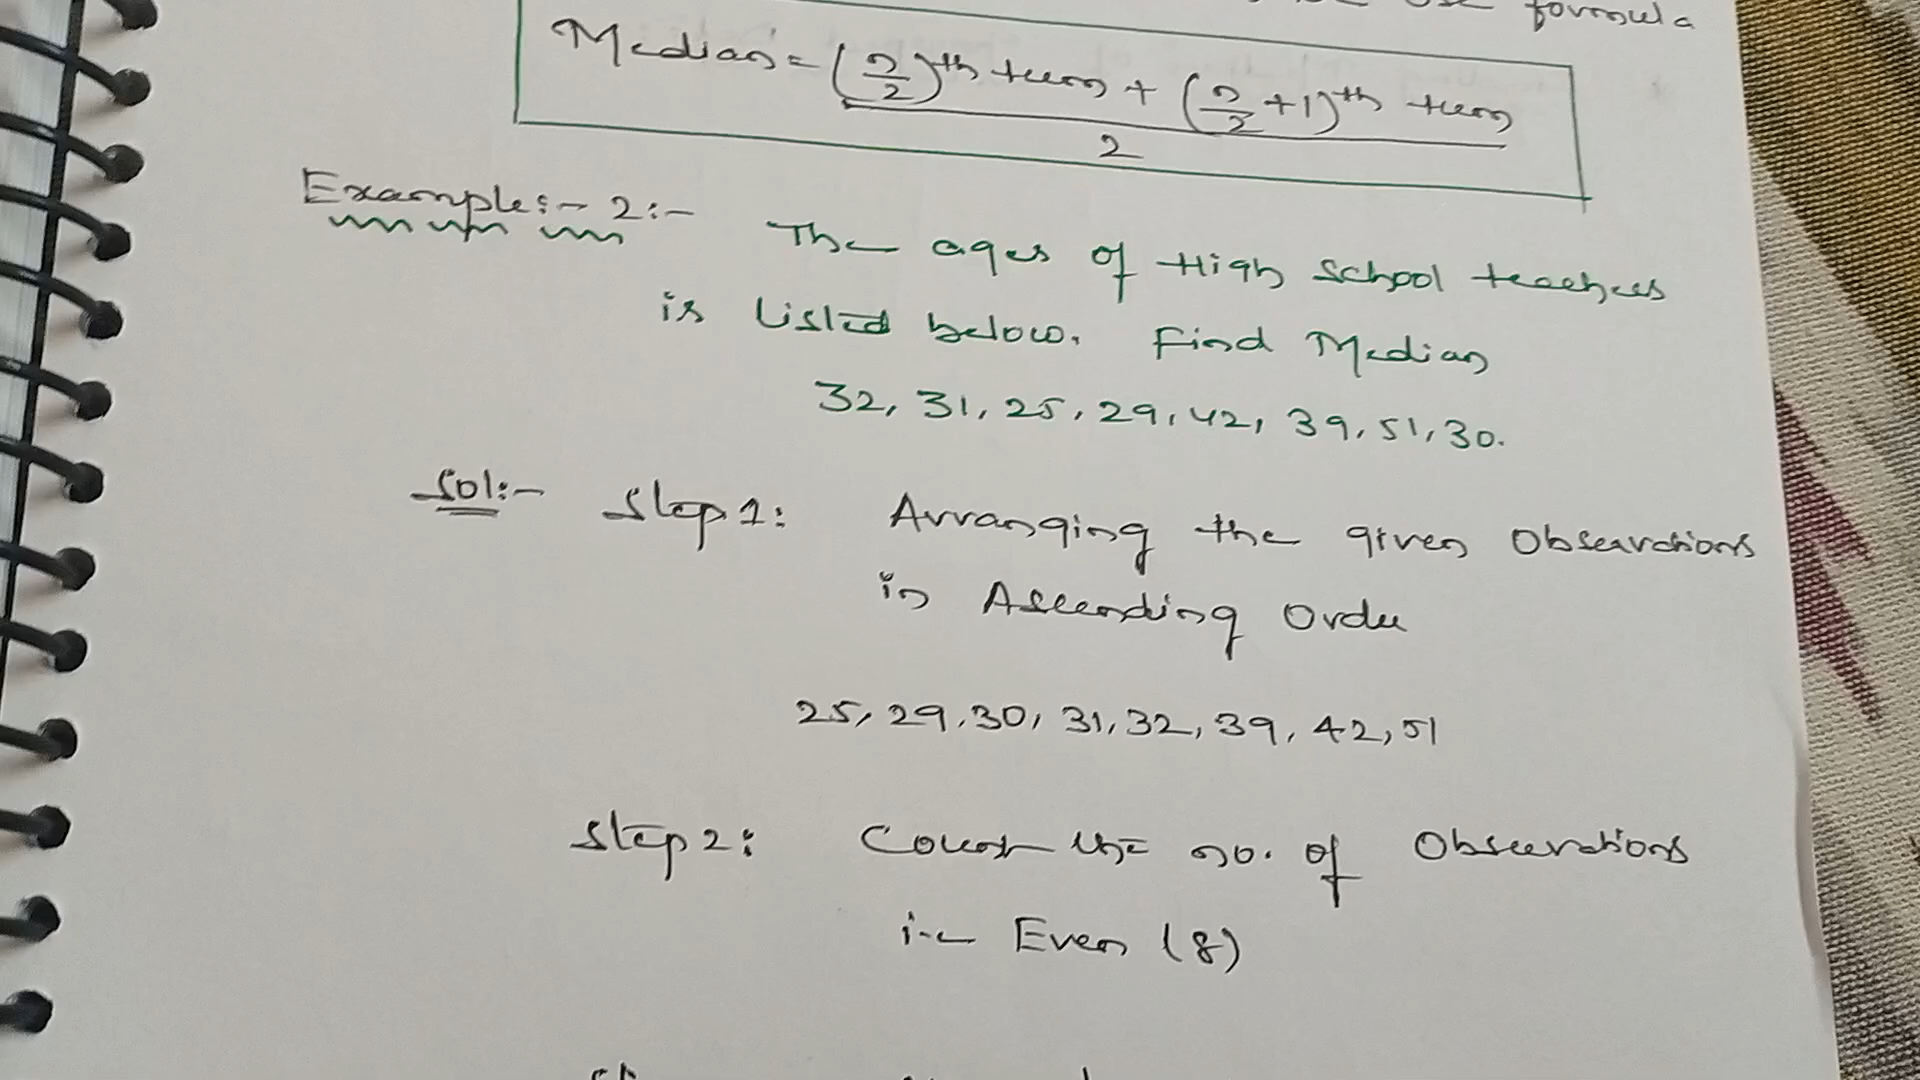 formula
Median = (n/2)th term + (n/2 + 1)th term
2
Example:- 2:-
The ages of High School teachers
is listed below. Find Median
32, 31, 25, 29, 42, 39, 51, 30.
Sol:- Step 1: Arranging the given Observations
in Ascending Order
25, 29, 30, 31, 32, 39, 42, 51
Step 2: Count the no. of Observations
i.e Even (8)